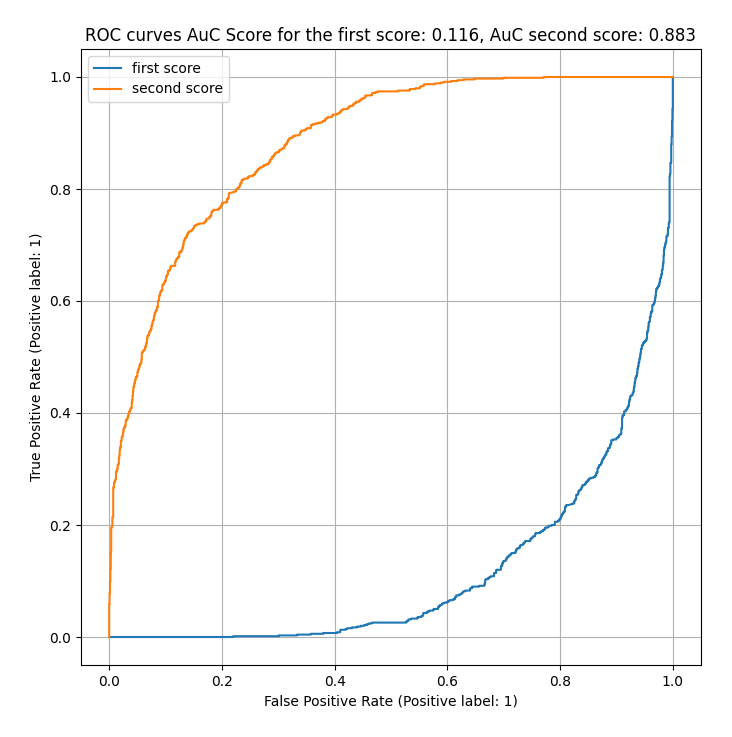 ROC curves AuC Score for the first score: 0.116, AuC second score: 0.883
first score
second score
1.0
0.8
0.6
0.4
0.2
0.0
True Positive Rate (Positive label: 1)
0.0 0.2 0.4 0.6 0.8 1.0
False Positive Rate (Positive label: 1)